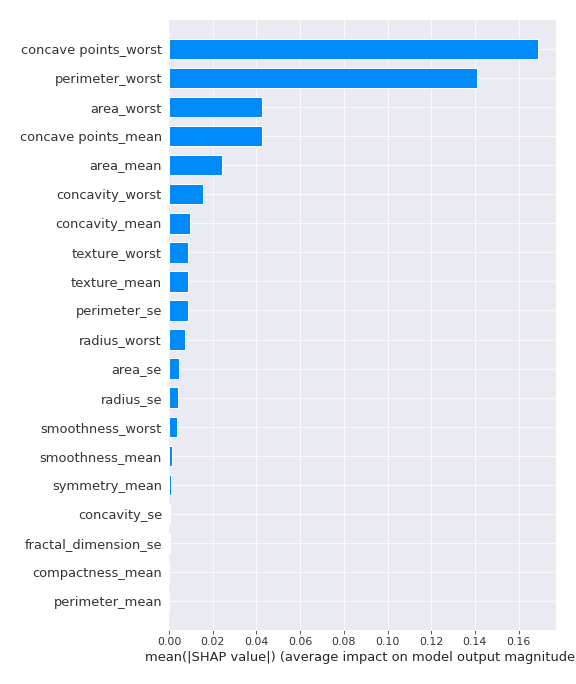 concave points_worst
perimeter_worst
area_worst
concave points_mean
area_mean
concavity_worst
concavity_mean
texture_worst
texture_mean
perimeter_se
radius_worst
area_se
radius_se
smoothness_worst
smoothness_mean
symmetry_mean
concavity_se
fractal_dimension_se
compactness_mean
perimeter_mean
0.00 0.02 0.04 0.06 0.08 0.10 0.12 0.14 0.16
mean(|SHAP value|) (average impact on model output magnitude